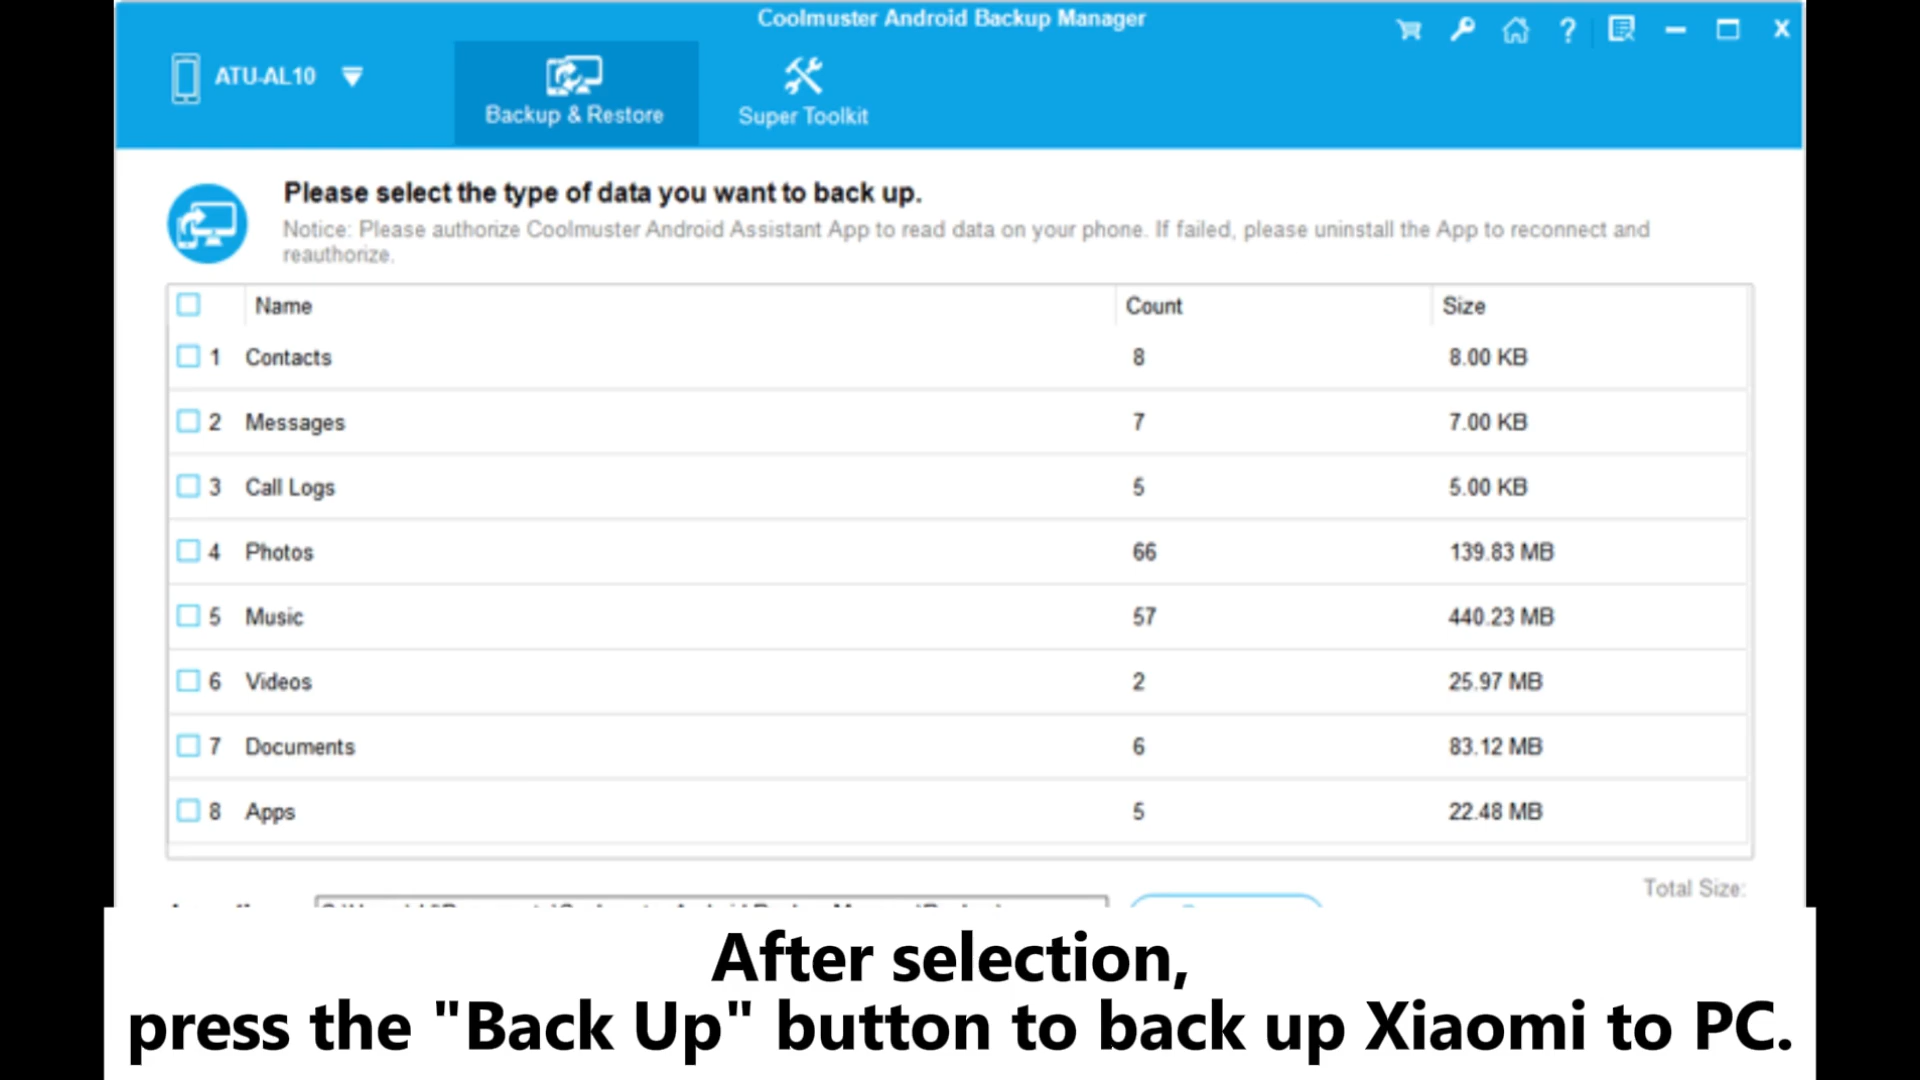 Coolmuster Android Backup Manager
ATU-AL10
Backup & Restore
Super Toolkit
?
X
Please select the type of data you want to back up.
Notice: Please authorize Coolmuster Android Assistant App to read data on your phone. If failed, please uninstall the App to reconnect and
reauthorize.
Name Count Size
1 Contacts 8 8.00 KB
2 Messages 7 7.00 KB
3 Call Logs 5 5.00 KB
4 Photos 66 139.83 MB
5 Music 57 440.23 MB
6 Videos 2 25.97 MB
7 Documents 6 83.12 MB
8 Apps 5 22.48 MB
Total Size:
After selection,
press the "Back Up" button to back up Xiaomi to PC.